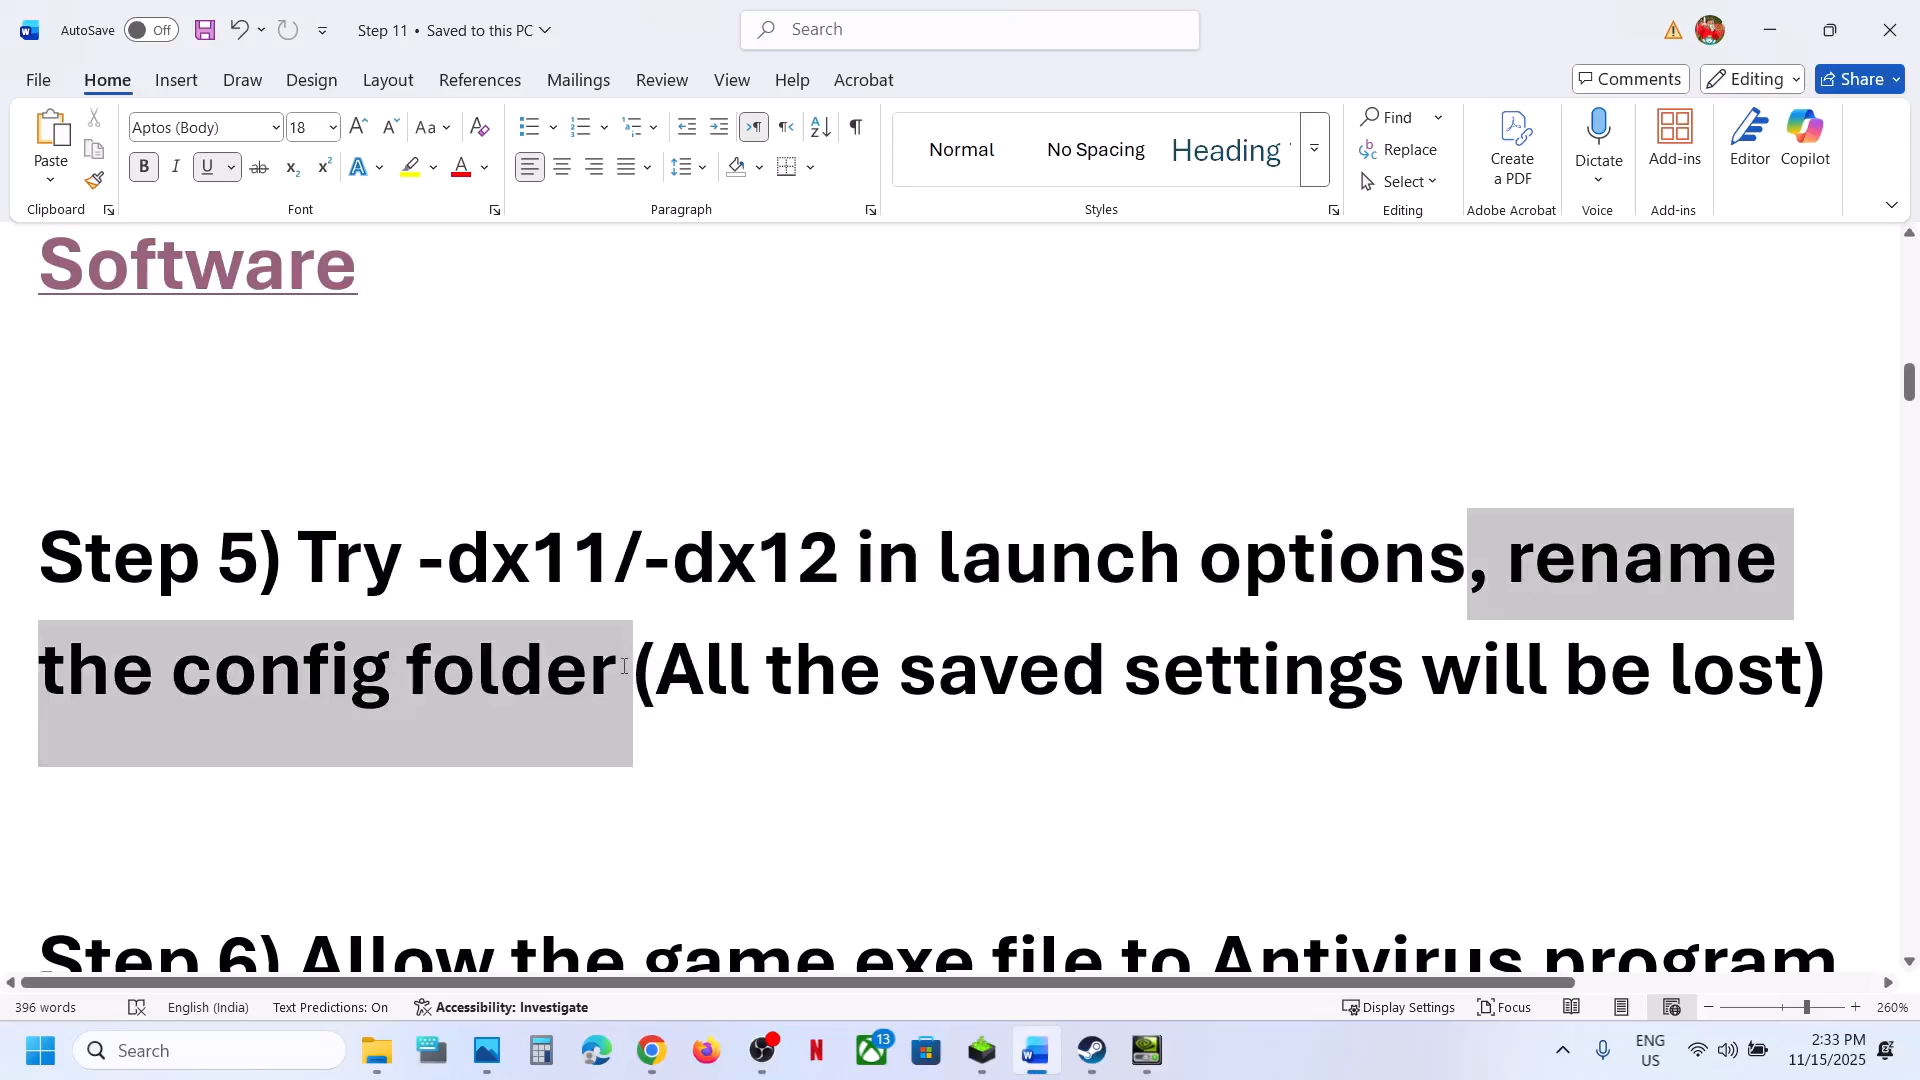 AutoSave Off Step 11 • Saved to this PC Search
File Home Insert Draw Design Layout References Mailings Review View Help Acrobat Comments Editing Share
Paste Aptos (Body) 18 Aa Normal No Spacing Heading Find Replace Select Create a PDF Dictate Add-ins Editor Copilot
Clipboard Font Paragraph Styles Editing Adobe Acrobat Voice Add-ins
Software
Step 5) Try -dx11/-dx12 in launch options, rename
the config folder (All the saved settings will be lost)
Step 6) Allow the game exe file to Antivirus program
396 words English (India) Text Predictions: On Accessibility: Investigate Display Settings Focus 260%
Search 13 ENG US 2:33 PM 11/15/2025